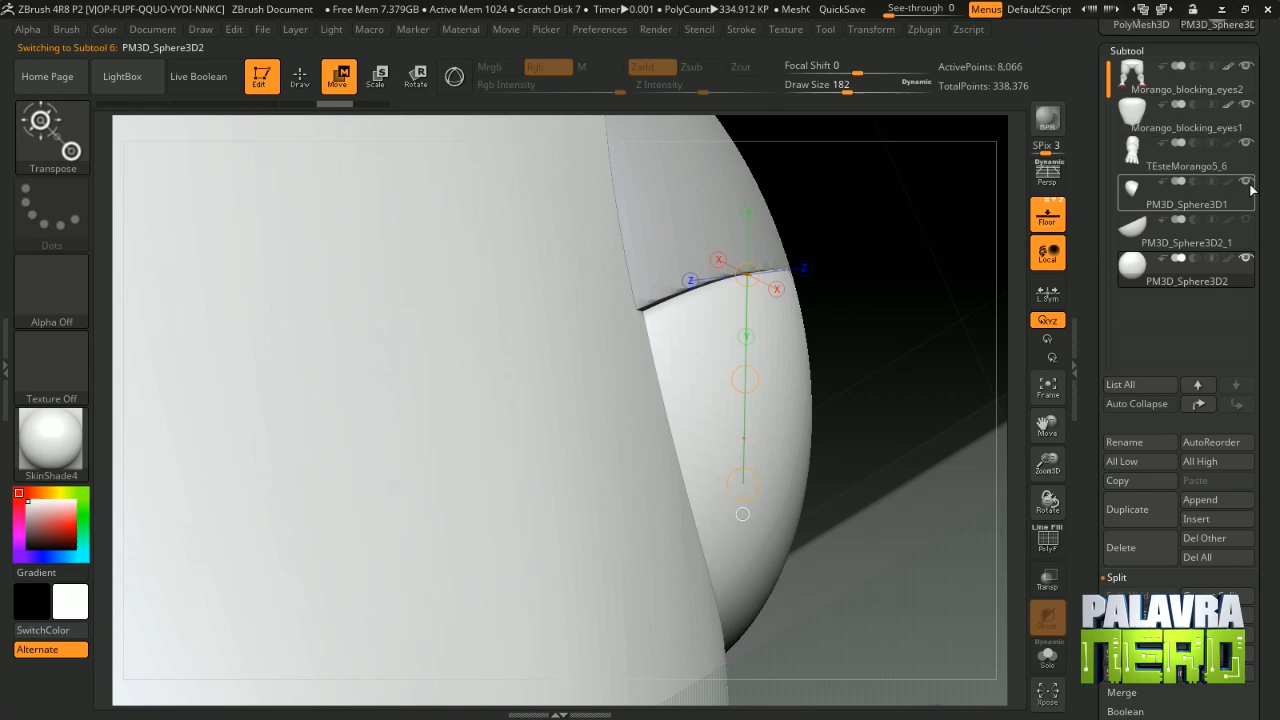 ZBrush 4R8 P2 [VJOP-FUPF-QQUO-VYDI-NNKC]
ZBrush Document
● Free Mem 7.379GB ● Active Mem 1024 ● Scratch Disk 7 ● Timer▶0.001 ● PolyCount▶334.912 KP ● MeshC
QuickSave
See-through 0
Menus
DefaultZScript
Alpha
Brush
Color
Document
Draw
Edit
File
Layer
Light
Macro
Marker
Material
Movie
Picker
Preferences
Render
Stencil
Stroke
Texture
Tool
Transform
Zplugin
Zscript
PolyMesh3D
PM3D_Sphere3D
Switching to Subtool 6: PM3D_Sphere3D2
Home Page
LightBox
Live Boolean
Edit
Draw
Move
Scale
Rotate
Mrgb
Rgb
M
Rgb Intensity
Zadd
Zsub
Zcut
Z Intensity
Focal Shift 0
Draw Size 182
Dynamic
ActivePoints: 8,066
TotalPoints: 338,376
Transpose
Dots
Alpha Off
Texture Off
SkinShade4
Gradient
SwitchColor
Alternate
X
X
Z
Z
Y
BPR
SPix 3
Dynamic
Persp
X Y Z
Floor
Local
L.Sym
XYZ
Frame
Move
Zoom3D
Rotate
Line Fill
PolyF
Transp
Ghost
Dynamic
Solo
Xpose
Subtool
Morango_blocking_eyes2
Morango_blocking_eyes1
TEsteMorango5_6
PM3D_Sphere3D1
PM3D_Sphere3D2_1
PM3D_Sphere3D2
List All
Auto Collapse
Rename
AutoReorder
All Low
All High
Copy
Paste
Duplicate
Append
Insert
Delete
Del Other
Del All
Split
Merge
Boolean
PALAVRA
NERD